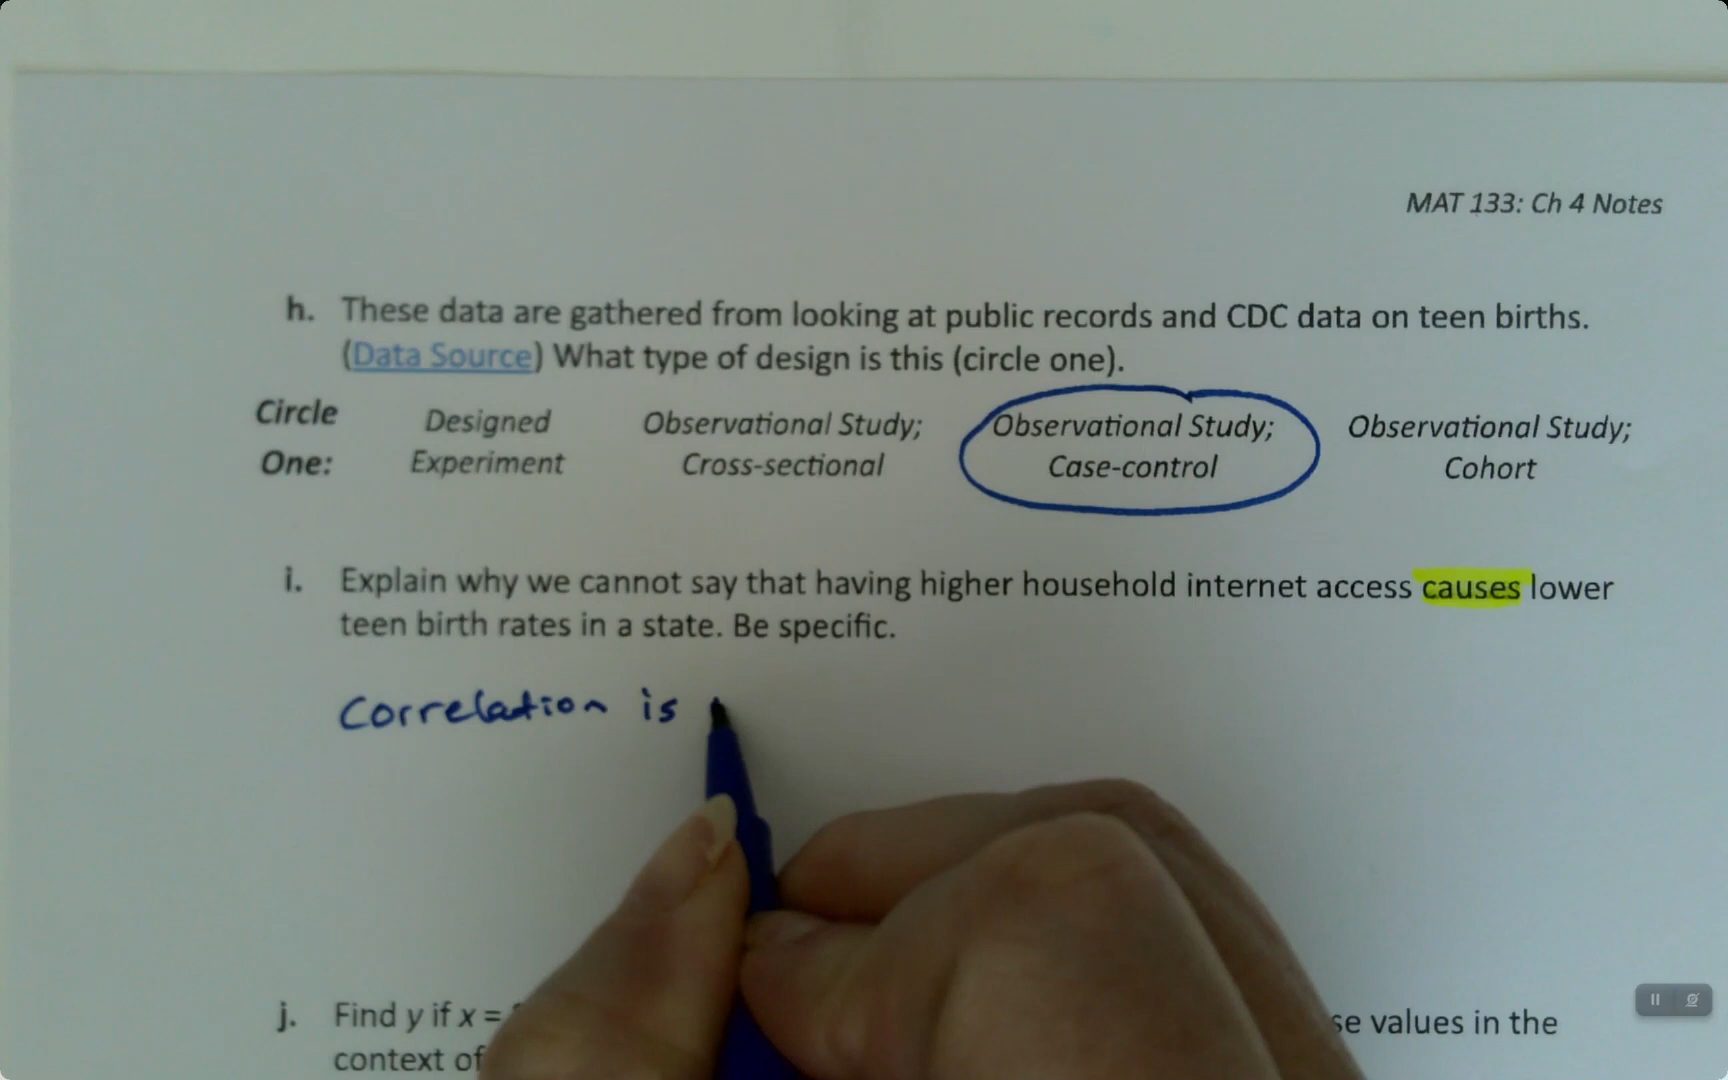 MAT 133: Ch 4 Notes
h. These data are gathered from looking at public records and CDC data on teen births.
(Data Source) What type of design is this (circle one).
Circle One:
Designed Experiment
Observational Study; Cross-sectional
Observational Study; Case-control
Observational Study; Cohort
i. Explain why we cannot say that having higher household internet access causes lower
teen birth rates in a state. Be specific.
Correlation is
j. Find y if x = se values in the
context of